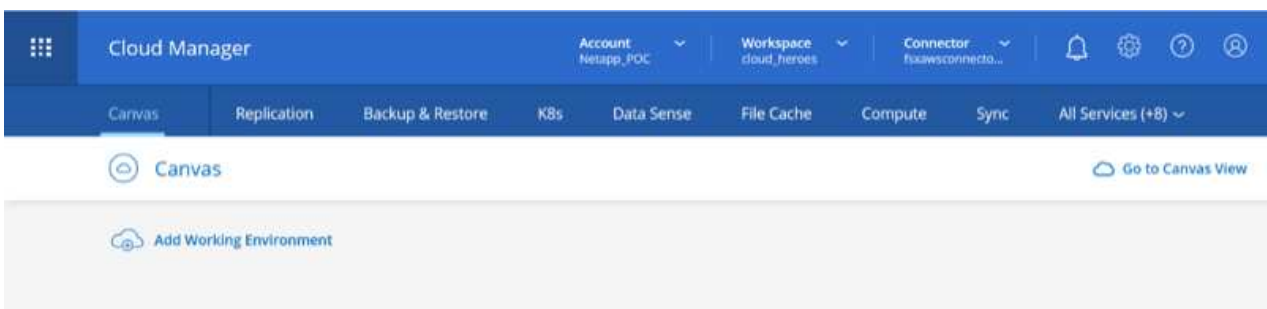 Cloud Manager
Account
Netapp_POC
Workspace
cloud_heroes
Connector
fsxawsconnecto...
Canvas Replication Backup & Restore K8s Data Sense File Cache Compute Sync All Services (+8)
Canvas
Go to Canvas View
Add Working Environment